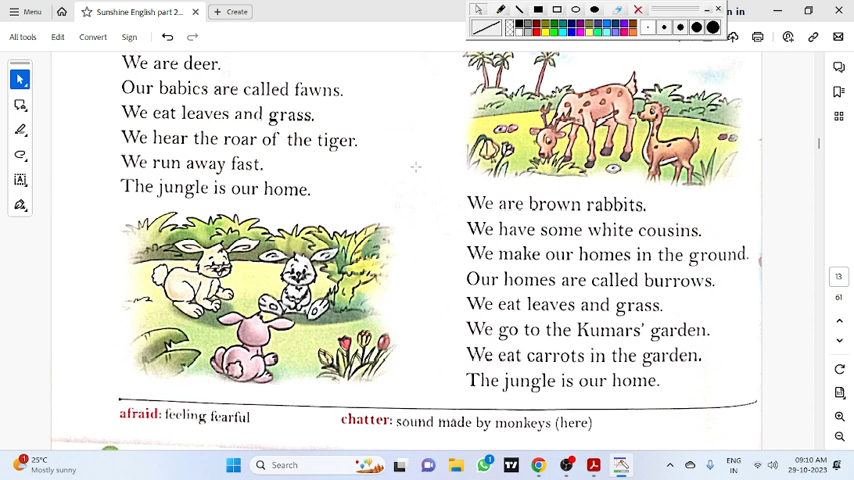 Menu
Sunshine English part 2...
Create
in in
All tools
Edit
Convert
Sign
We are deer.
Our babies are called fawns.
We eat leaves and grass.
We hear the roar of the tiger.
We run away fast.
The jungle is our home.
We are brown rabbits.
We have some white cousins.
We make our homes in the ground.
Our homes are called burrows.
We eat leaves and grass.
We go to the Kumars' garden.
We eat carrots in the garden.
The jungle is our home.
afraid: feeling fearful
chatter: sound made by monkeys (here)
13
61
1
25°C
Mostly sunny
Search
1
ENG
IN
09:10 AM
29-10-2023